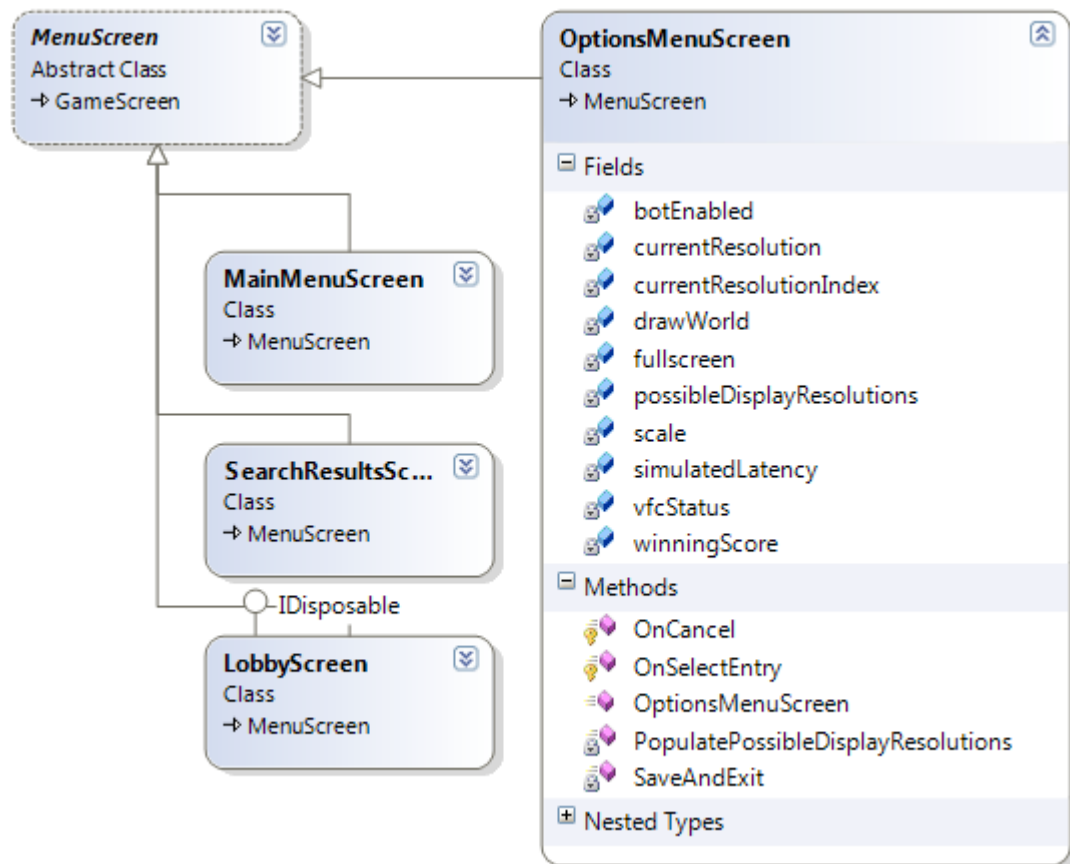 MenuScreen
Abstract Class
GameScreen
MainMenuScreen
Class
MenuScreen
SearchResultsSc...
Class
MenuScreen
IDisposable
LobbyScreen
Class
MenuScreen
OptionsMenuScreen
Class
MenuScreen
Fields
botEnabled
currentResolution
currentResolutionIndex
drawWorld
fullscreen
possibleDisplayResolutions
scale
simulatedLatency
vfcStatus
winningScore
Methods
OnCancel
OnSelectEntry
OptionsMenuScreen
PopulatePossibleDisplayResolutions
SaveAndExit
Nested Types